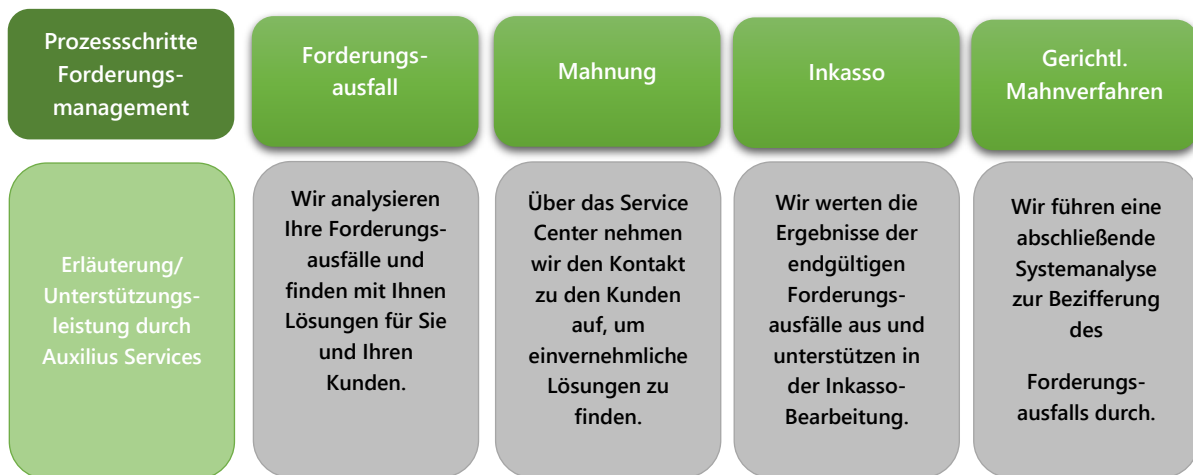 Prozessschritte
Forderungs-
management
Forderungs-
ausfall
Mahnung
Inkasso
Gerichtl.
Mahnverfahren
Erläuterung/
Unterstützungs-
leistung durch
Auxilius Services
Wir analysieren
Ihre Forderungs-
ausfälle und
finden mit Ihnen
Lösungen für Sie
und Ihren
Kunden.
Über das Service
Center nehmen
wir den Kontakt
zu den Kunden
auf, um
einvernehmliche
Lösungen zu
finden.
Wir werten die
Ergebnisse der
endgültigen
Forderungs-
ausfälle aus und
unterstützen in
der Inkasso-
Bearbeitung.
Wir führen eine
abschließende
Systemanalyse
zur Bezifferung
des
Forderungs-
ausfalls durch.